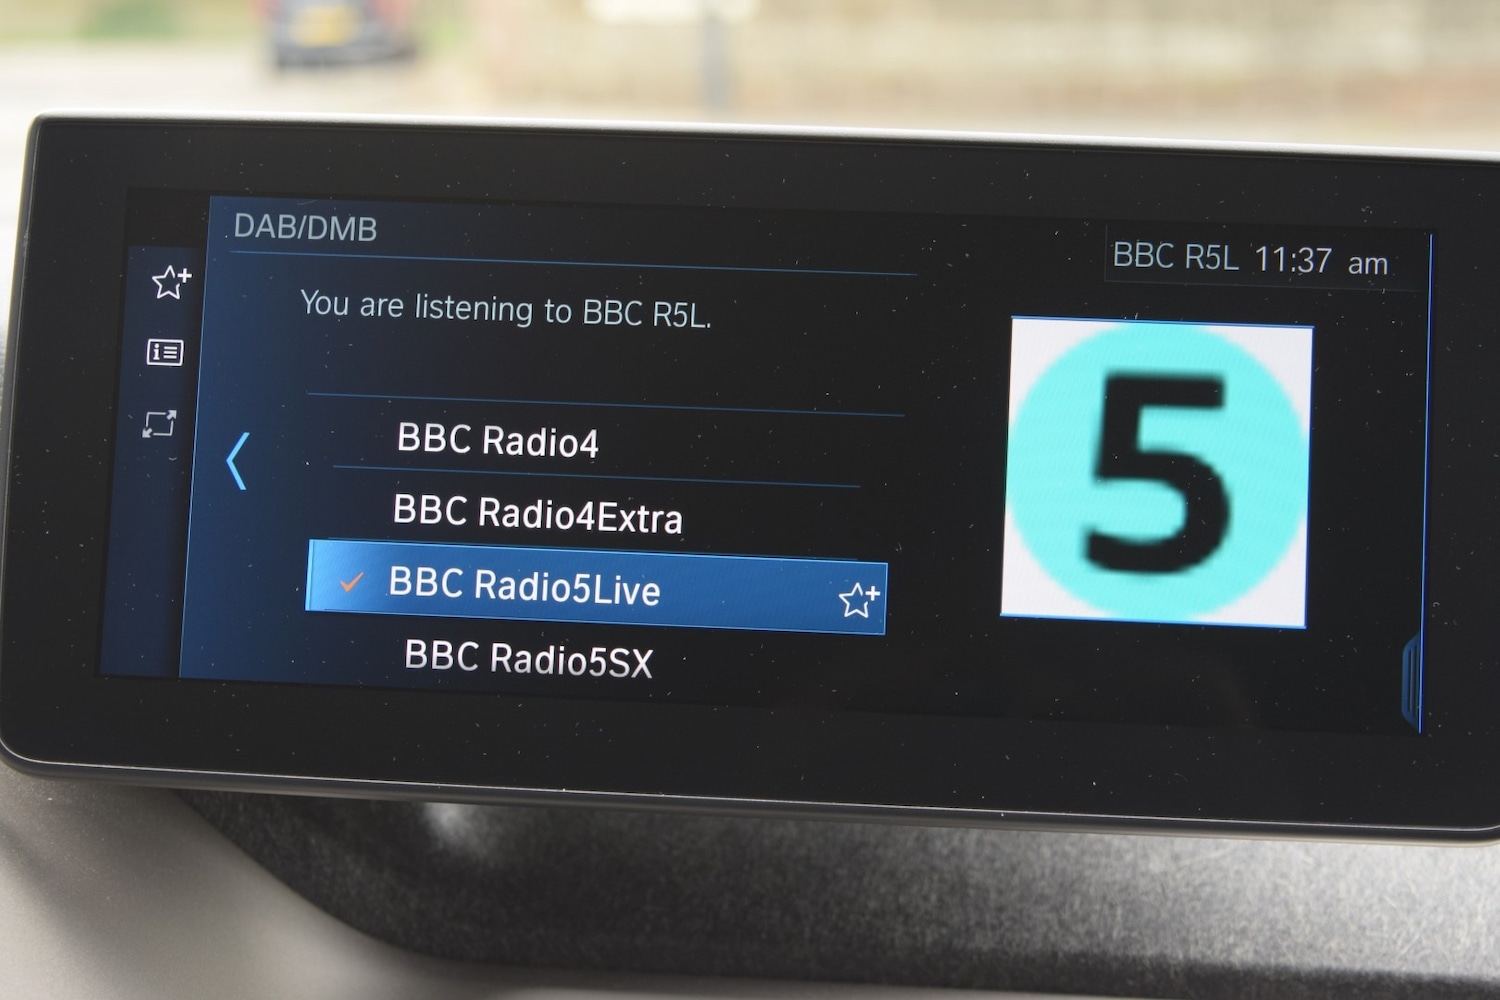 DAB/DMB
BBC R5L 11:37 am
You are listening to BBC R5L.
BBC Radio4
BBC Radio4Extra
BBC Radio5Live
BBC Radio5SX
5